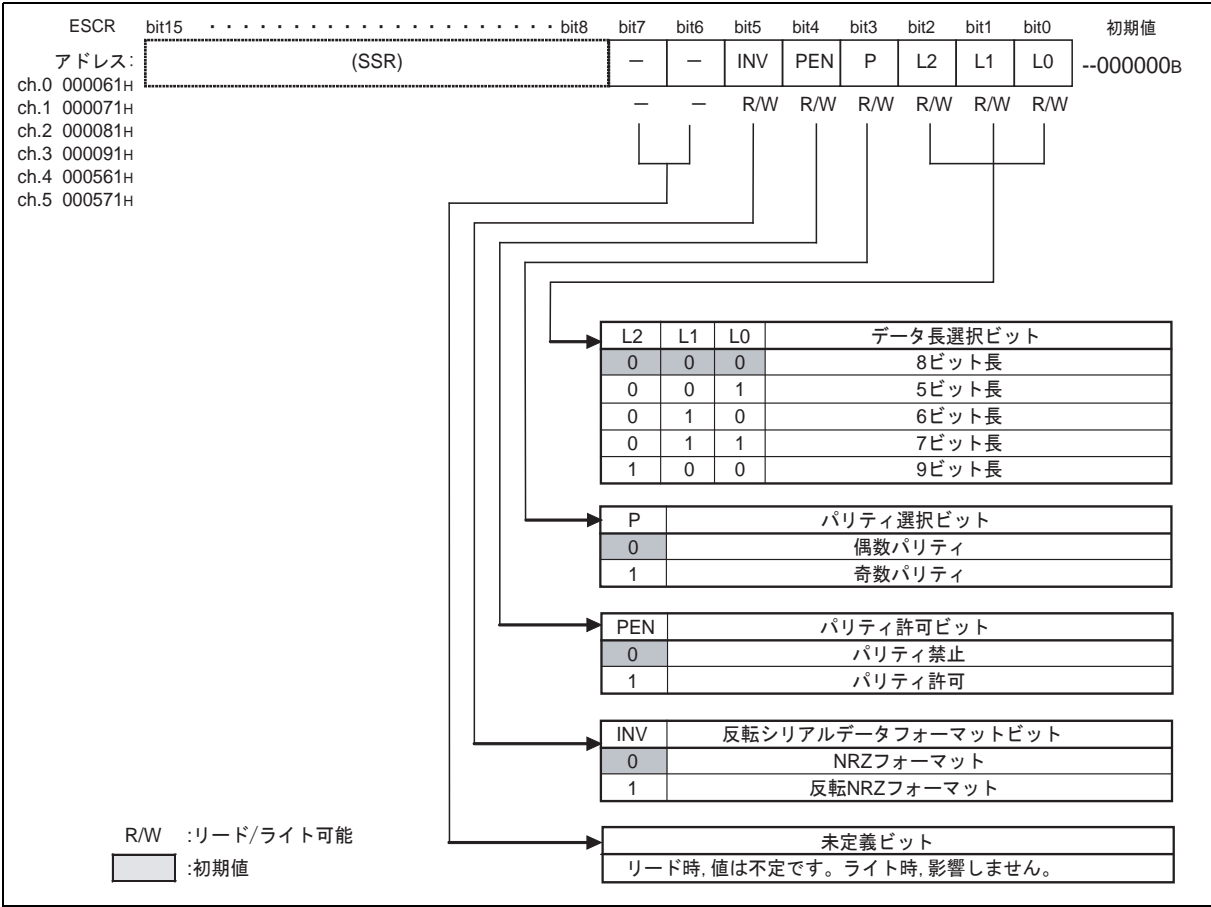 ESCR bit15 ・・・・・・・・・・・・・・・・・・・・・・・ bit8 bit7 bit6 bit5 bit4 bit3 bit2 bit1 bit0 初期値
アドレス: (SSR) － － INV PEN P L2 L1 L0 --000000B
ch.0 000061H
ch.1 000071H － － R/W R/W R/W R/W R/W R/W
ch.2 000081H
ch.3 000091H
ch.4 000561H
ch.5 000571H
L2 L1 L0 データ長選択ビット
0 0 0 8ビット長
0 0 1 5ビット長
0 1 0 6ビット長
0 1 1 7ビット長
1 0 0 9ビット長
P パリティ選択ビット
0 偶数パリティ
1 奇数パリティ
PEN パリティ許可ビット
0 パリティ禁止
1 パリティ許可
INV 反転シリアルデータフォーマットビット
0 NRZフォーマット
1 反転NRZフォーマット
未定義ビット
リード時, 値は不定です。ライト時, 影響しません。
R/W :リード/ライト可能
:初期値